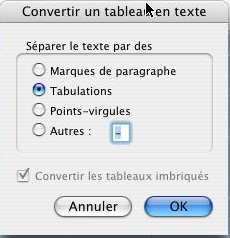 Convertir un tableau en texte
Séparer le texte par des
Marques de paragraphe
Tabulations
Points-virgules
Autres : -
Convertir les tableaux imbriqués
Annuler OK